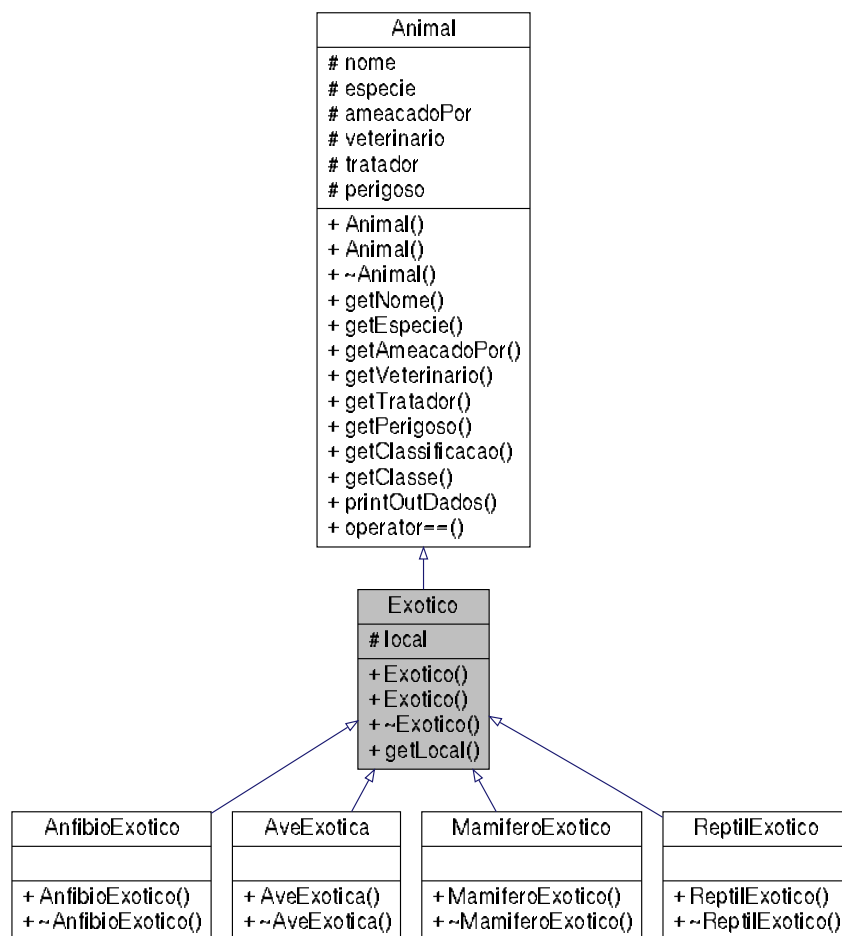 Animal
# nome
# especie
# ameacadoPor
# veterinario
# tratador
# perigoso
+ Animal()
+ Animal()
+ ~Animal()
+ getNome()
+ getEspecie()
+ getAmeacadoPor()
+ getVeterinario()
+ getTratador()
+ getPerigoso()
+ getClassificacao()
+ getClasse()
+ printOutDados()
+ operator==()
Exotico
# local
+ Exotico()
+ Exotico()
+ ~Exotico()
+ getLocal()
AnfibioExotico
+ AnfibioExotico()
+ ~AnfibioExotico()
AveExotica
+ AveExotica()
+ ~AveExotica()
MamiferoExotico
+ MamiferoExotico()
+ ~MamiferoExotico()
ReptilExotico
+ ReptilExotico()
+ ~ReptilExotico()